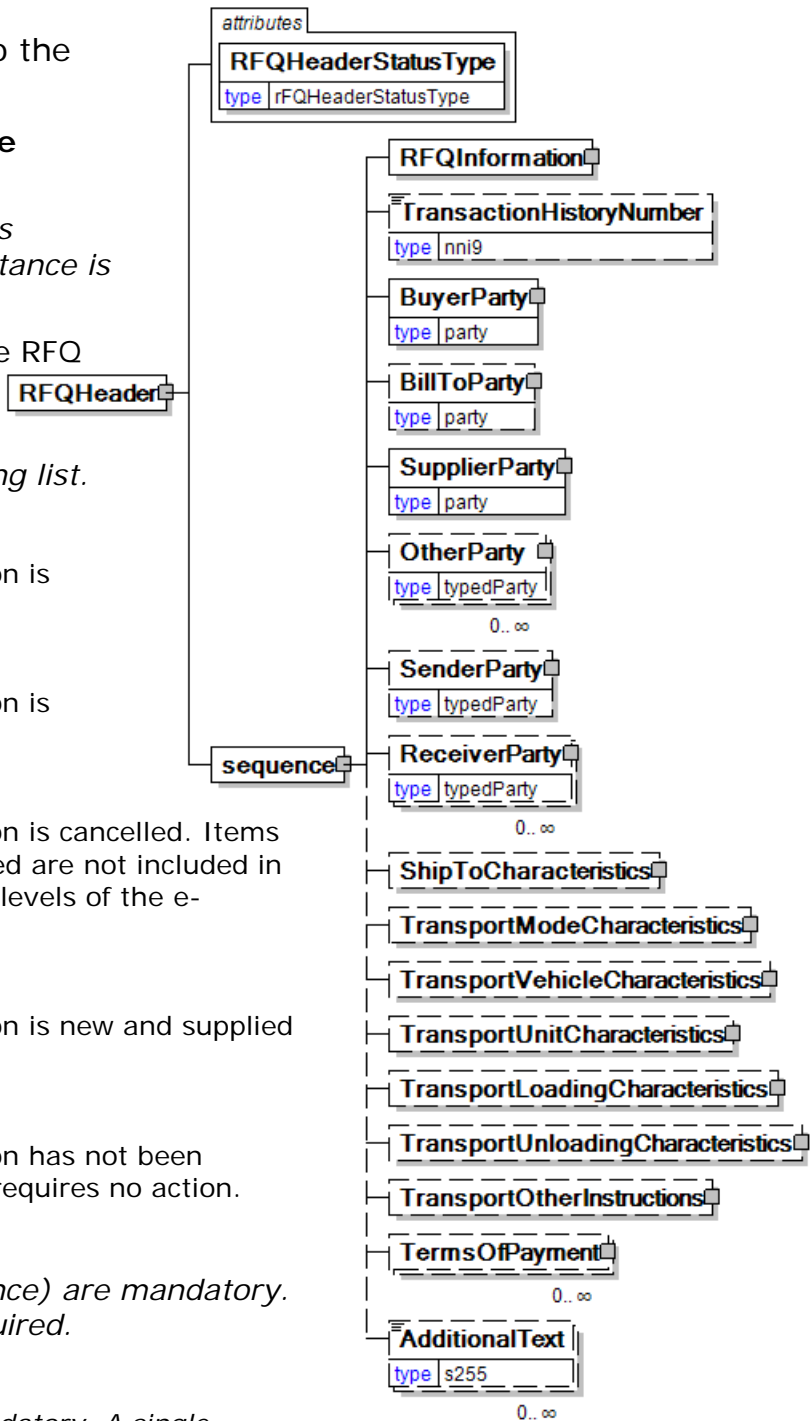 o the
e
s
tance is
e RFQ
ng list.
on is
on is
on is cancelled. Items
ed are not included in
levels of the e-
on is new and supplied
on has not been
requires no action.
nce) are mandatory.
uired.
datory. A single
RFQHeader
attributes
RFQHeaderStatusType
type rFQHeaderStatusType
sequence
RFQInformation
TransactionHistoryNumber
type nni9
BuyerParty
type party
BillToParty
type party
SupplierParty
type party
OtherParty
type typedParty
0.. ∞
SenderParty
type typedParty
ReceiverParty
type typedParty
0.. ∞
ShipToCharacteristics
TransportModeCharacteristics
TransportVehicleCharacteristics
TransportUnitCharacteristics
TransportLoadingCharacteristics
TransportUnloadingCharacteristics
TransportOtherInstructions
TermsOfPayment
0.. ∞
AdditionalText
type s255
0.. ∞